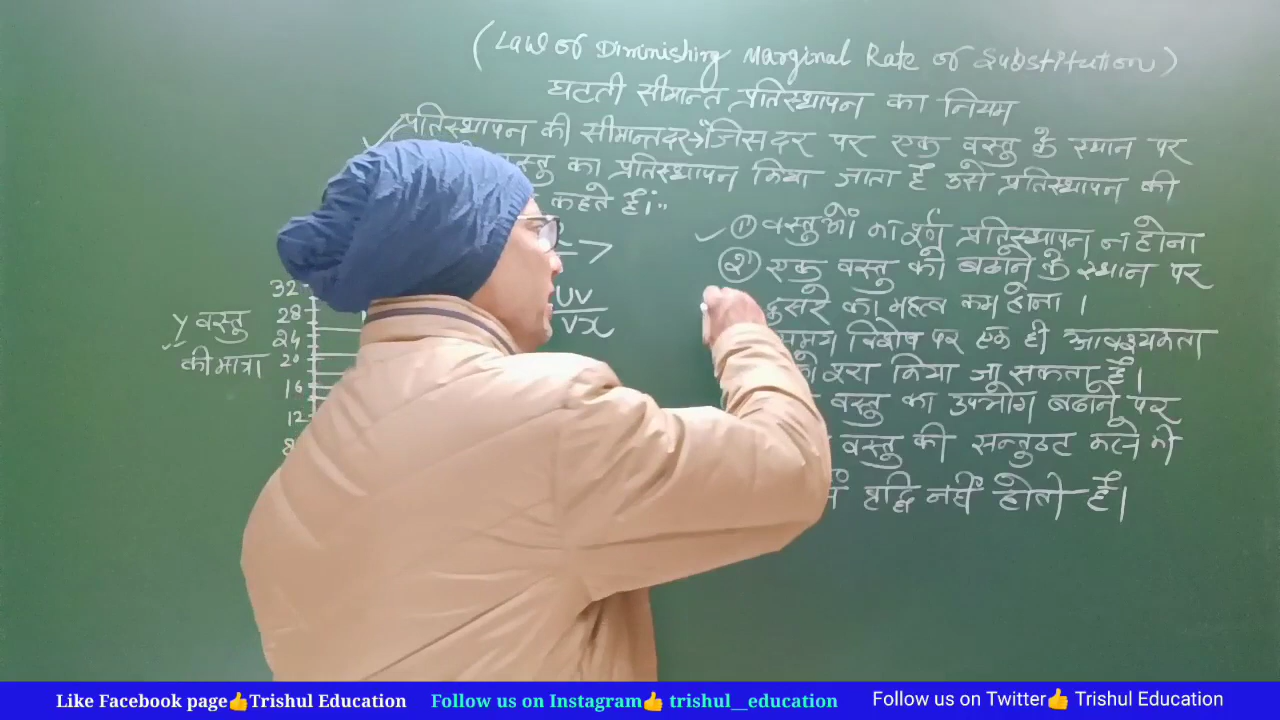 (Law of Diminishing Marginal Rate of Substitution)
घटती सीमान्त प्रतिस्थापन का नियम
प्रतिस्थापन की सीमान्तदर→"जिस दर पर एक वस्तु के स्थान पर
वस्तु का प्रतिस्थापन किया जाता है उसे प्रतिस्थापन की
कहते हैं।"
① वस्तुओं का पूर्ण प्रतिस्थापन न होना
② एक वस्तु को बढाने के स्थान पर
दुसरे का महत्व कम होना।
समय विशेष पर एक ही आवश्यकता
को पूरा किया जा सकता है।
वस्तु का उपभोग बढाने पर
वस्तु की सन्तुष्ट करने की
में वृद्धि नहीं होती है।
UV
VX
y वस्तु
की मात्रा
32
28
24
20
16
12
8
Like Facebook page👍Trishul Education
Follow us on Instagram👍 trishul__education
Follow us on Twitter👍 Trishul Education